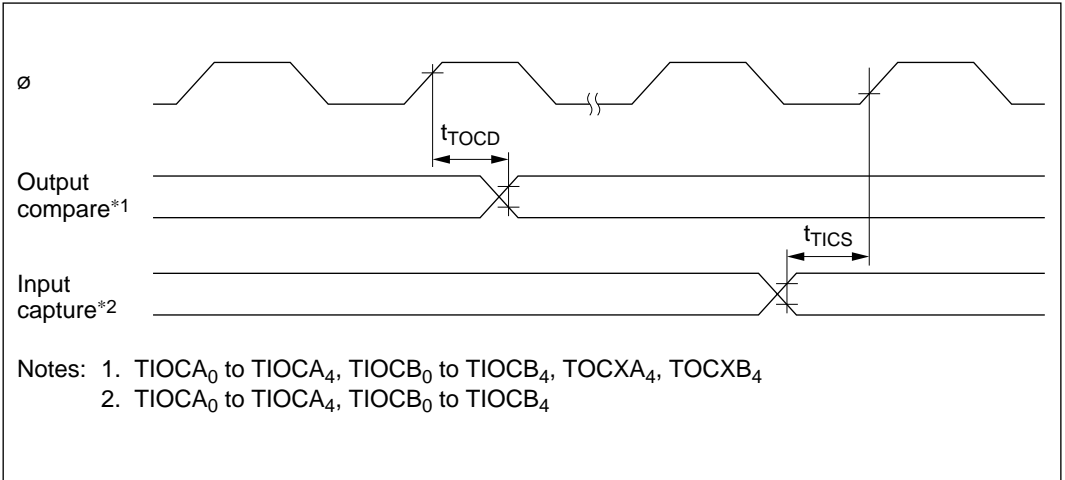 ø
tTOCD
Output
compare*1
tTICS
Input
capture*2
Notes: 1. TIOCA0 to TIOCA4, TIOCB0 to TIOCB4, TOCXA4, TOCXB4
2. TIOCA0 to TIOCA4, TIOCB0 to TIOCB4